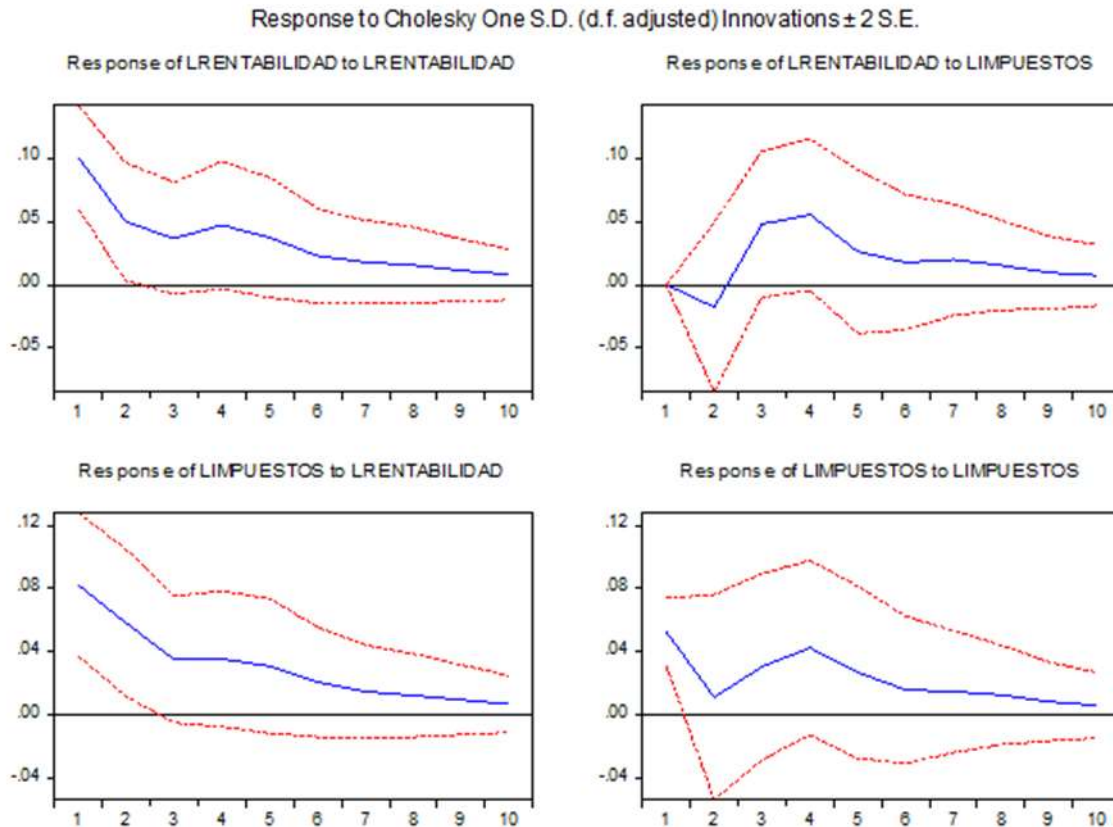 Response to Cholesky One S.D. (d.f. adjusted) Innovations ± 2 S.E.
Response of LRENTABILIDAD to LRENTABILIDAD
.10
.05
.00
-.05
1 2 3 4 5 6 7 8 9 10
Response of LRENTABILIDAD to LIMPUESTOS
.10
.05
.00
-.05
1 2 3 4 5 6 7 8 9 10
Response of LIMPUESTOS to LRENTABILIDAD
.12
.08
.04
.00
-.04
1 2 3 4 5 6 7 8 9 10
Response of LIMPUESTOS to LIMPUESTOS
.12
.08
.04
.00
-.04
1 2 3 4 5 6 7 8 9 10